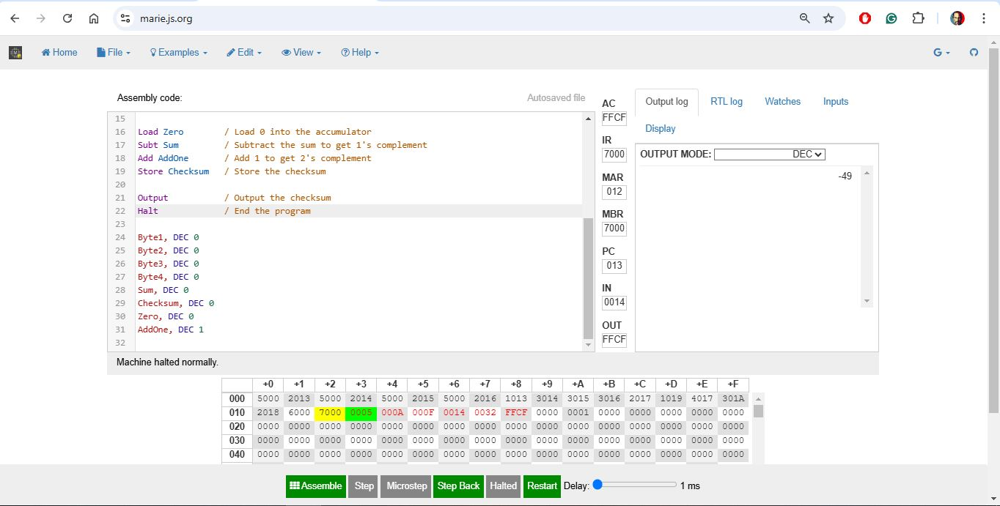 marie.js.org
Home File Examples Edit View Help G
Assembly code:
Autosaved file
15
16 Load Zero / Load 0 into the accumulator
17 Subt Sum / Subtract the sum to get 1's complement
18 Add AddOne / Add 1 to get 2's complement
19 Store Checksum / Store the checksum
20
21 Output / Output the checksum
22 Halt / End the program
23
24 Byte1, DEC 0
25 Byte2, DEC 0
26 Byte3, DEC 0
27 Byte4, DEC 0
28 Sum, DEC 0
29 Checksum, DEC 0
30 Zero, DEC 0
31 AddOne, DEC 1
32
AC
FFCF
IR
7000
MAR
012
MBR
7000
PC
013
IN
0014
OUT
FFCF
Output log RTL log Watches Inputs
Display
OUTPUT MODE: DEC
-49
Machine halted normally.
+0 +1 +2 +3 +4 +5 +6 +7 +8 +9 +A +B +C +D +E +F
000 5000 2013 5000 2014 5000 2015 5000 2016 1013 3014 3015 3016 2017 1019 4017 301A
010 2018 6000 7000 0005 000A 000F 0014 0032 FFCF 0000 0001 0000 0000 0000 0000 0000
020 0000 0000 0000 0000 0000 0000 0000 0000 0000 0000 0000 0000 0000 0000 0000 0000
030 0000 0000 0000 0000 0000 0000 0000 0000 0000 0000 0000 0000 0000 0000 0000 0000
040 0000 0000 0000 0000 0000 0000 0000 0000 0000 0000 0000 0000 0000 0000 0000 0000
Assemble Step Microstep Step Back Halted Restart Delay: 1 ms